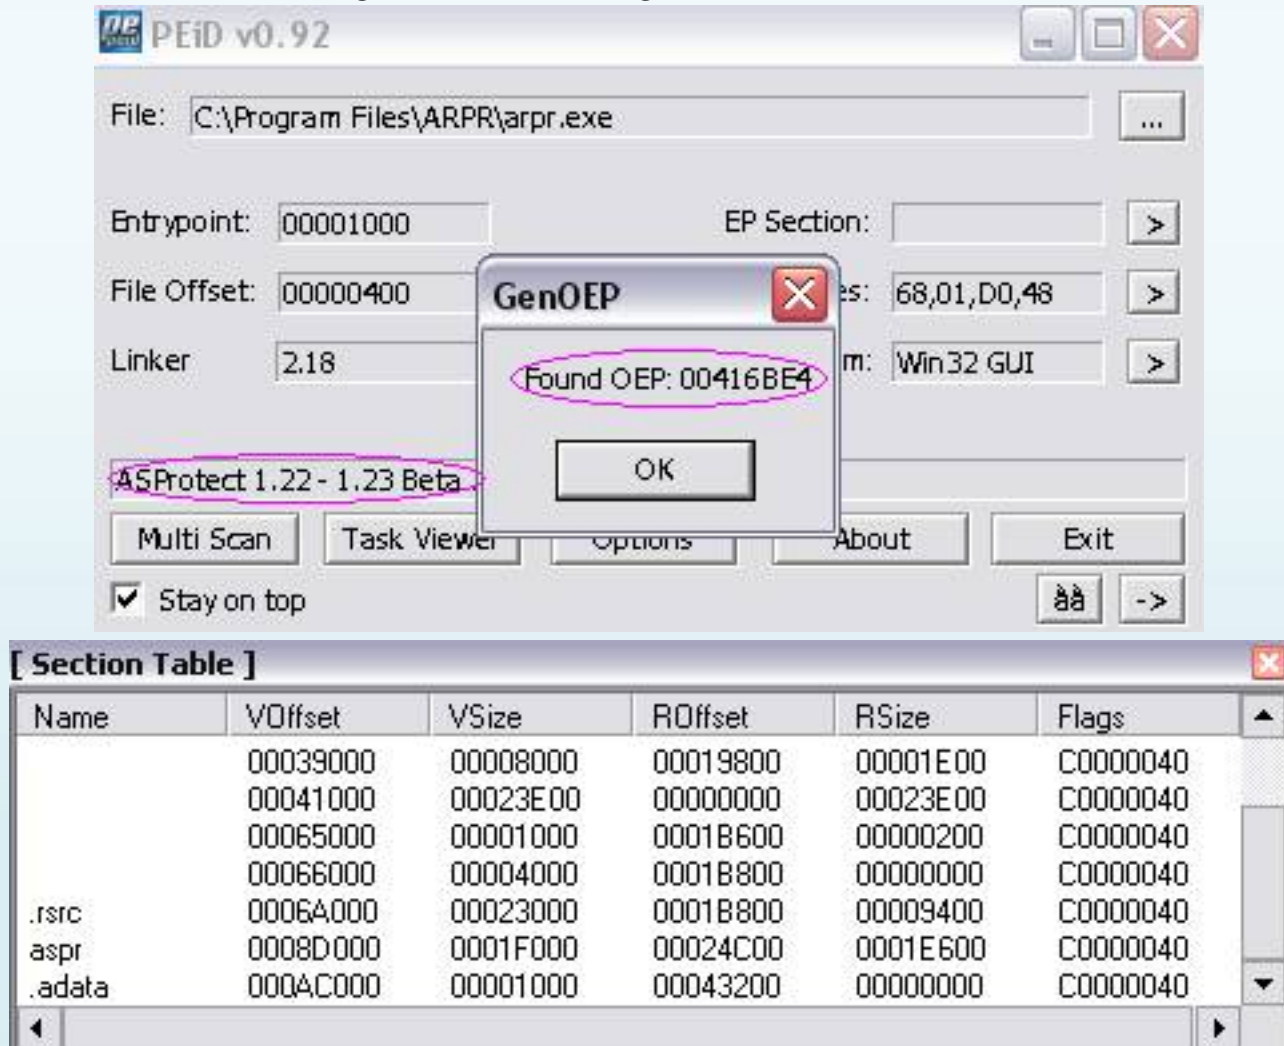 PEiD v0.92
File: C:\Program Files\ARPR\arpr.exe ...
Entrypoint: 00001000 EP Section: >
File Offset: 00000400 es: 68,01,D0,48 >
Linker 2.18 m: Win32 GUI >
GenOEP
Found OEP: 00416BE4
OK
ASProtect 1.22 - 1.23 Beta
Multi Scan Task Viewer Options About Exit
Stay on top àà ->
[ Section Table ]
Name VOffset VSize ROffset RSize Flags
00039000 00008000 00019800 00001E00 C0000040
00041000 00023E00 00000000 00023E00 C0000040
00065000 00001000 0001B600 00000200 C0000040
00066000 00004000 0001B800 00000000 C0000040
.rsrc 0006A000 00023000 0001B800 00009400 C0000040
aspr 0008D000 0001F000 00024C00 0001E600 C0000040
.adata 000AC000 00001000 00043200 00000000 C0000040